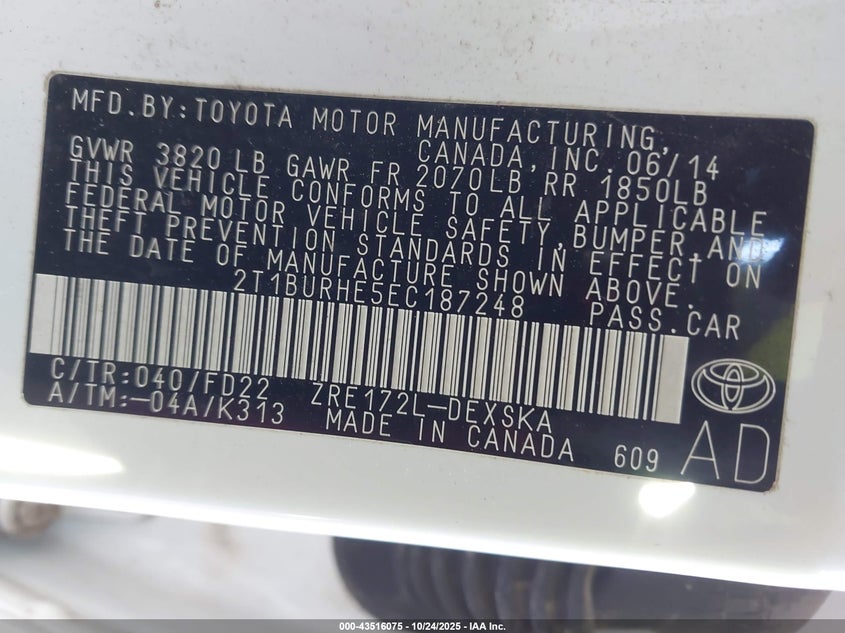 MFD.BY:TOYOTA MOTOR MANUFACTURING,
CANADA,INC. 06/14
GVWR 3820LB GAWR FR 2070LB RR 1850LB
THIS VEHICLE CONFORMS TO ALL APPLICABLE
FEDERAL MOTOR VEHICLE SAFETY,BUMPER,AND
THEFT PREVENTION STANDARDS IN EFFECT ON
THE DATE OF MANUFACTURE SHOWN ABOVE.
2T1BURHE5EC187248 PASS.CAR
C/TR:040/FD22 ZRE172L-DEXSKA
A/TM:-04A/K313 MADE IN CANADA 609 AD
000-43516075 | 10/24/2025 | IAA Inc.